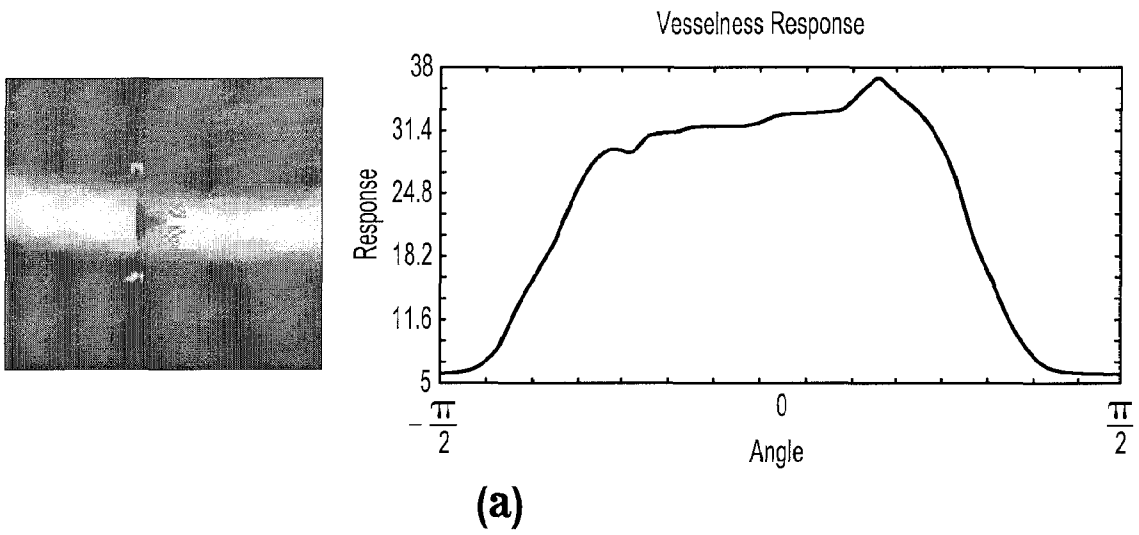 Vesselness Response
38
31.4
24.8
18.2
11.6
5
Response
-π/2
0
π/2
Angle
(a)